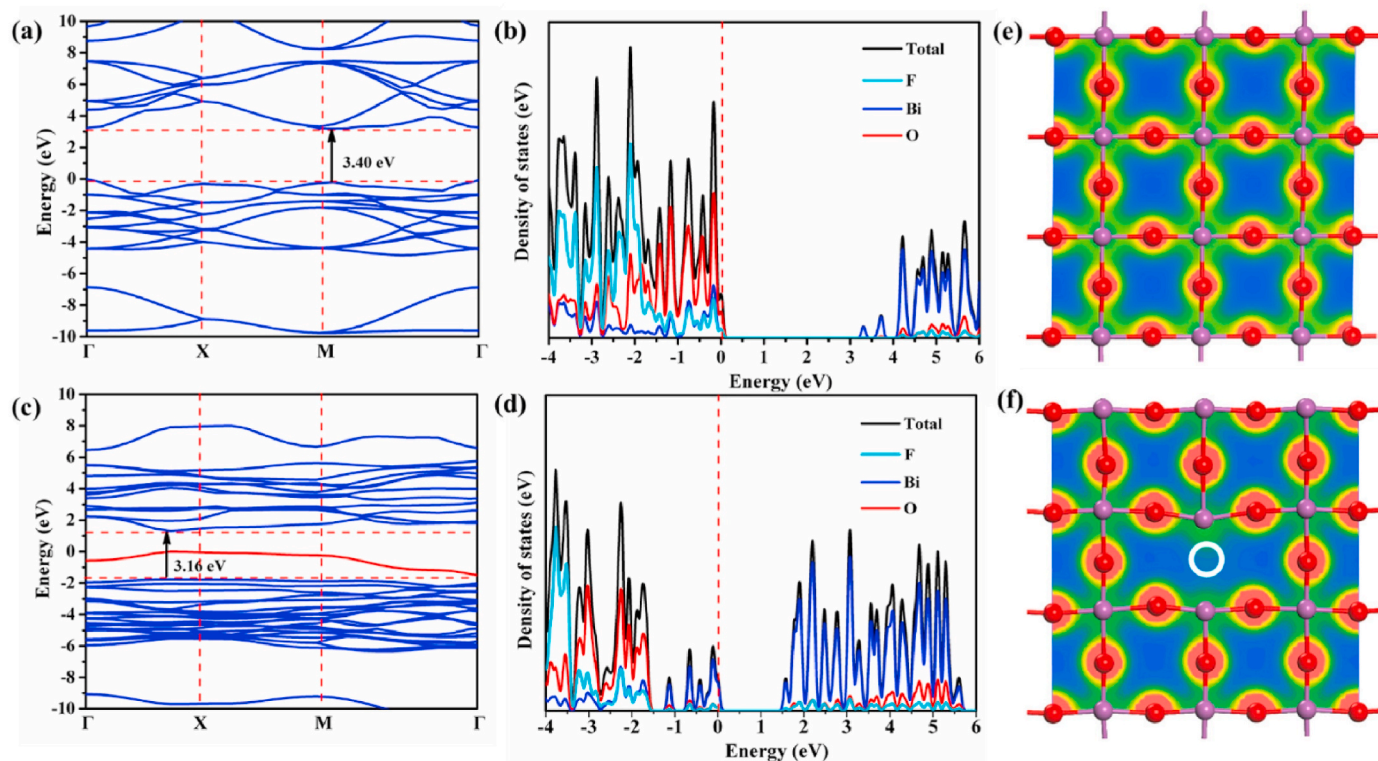 (a)
10
8
6
4
2
0
-2
-4
-6
-8
-10
Energy (eV)
3.40 eV
Γ X M Γ
(b)
Density of states (eV)
Total
F
Bi
O
-4 -3 -2 -1 0 1 2 3 4 5 6
Energy (eV)
(e)
(c)
10
8
6
4
2
0
-2
-4
-6
-8
-10
Energy (eV)
3.16 eV
Γ X M Γ
(d)
Density of states (eV)
Total
F
Bi
O
-4 -3 -2 -1 0 1 2 3 4 5 6
Energy (eV)
(f)